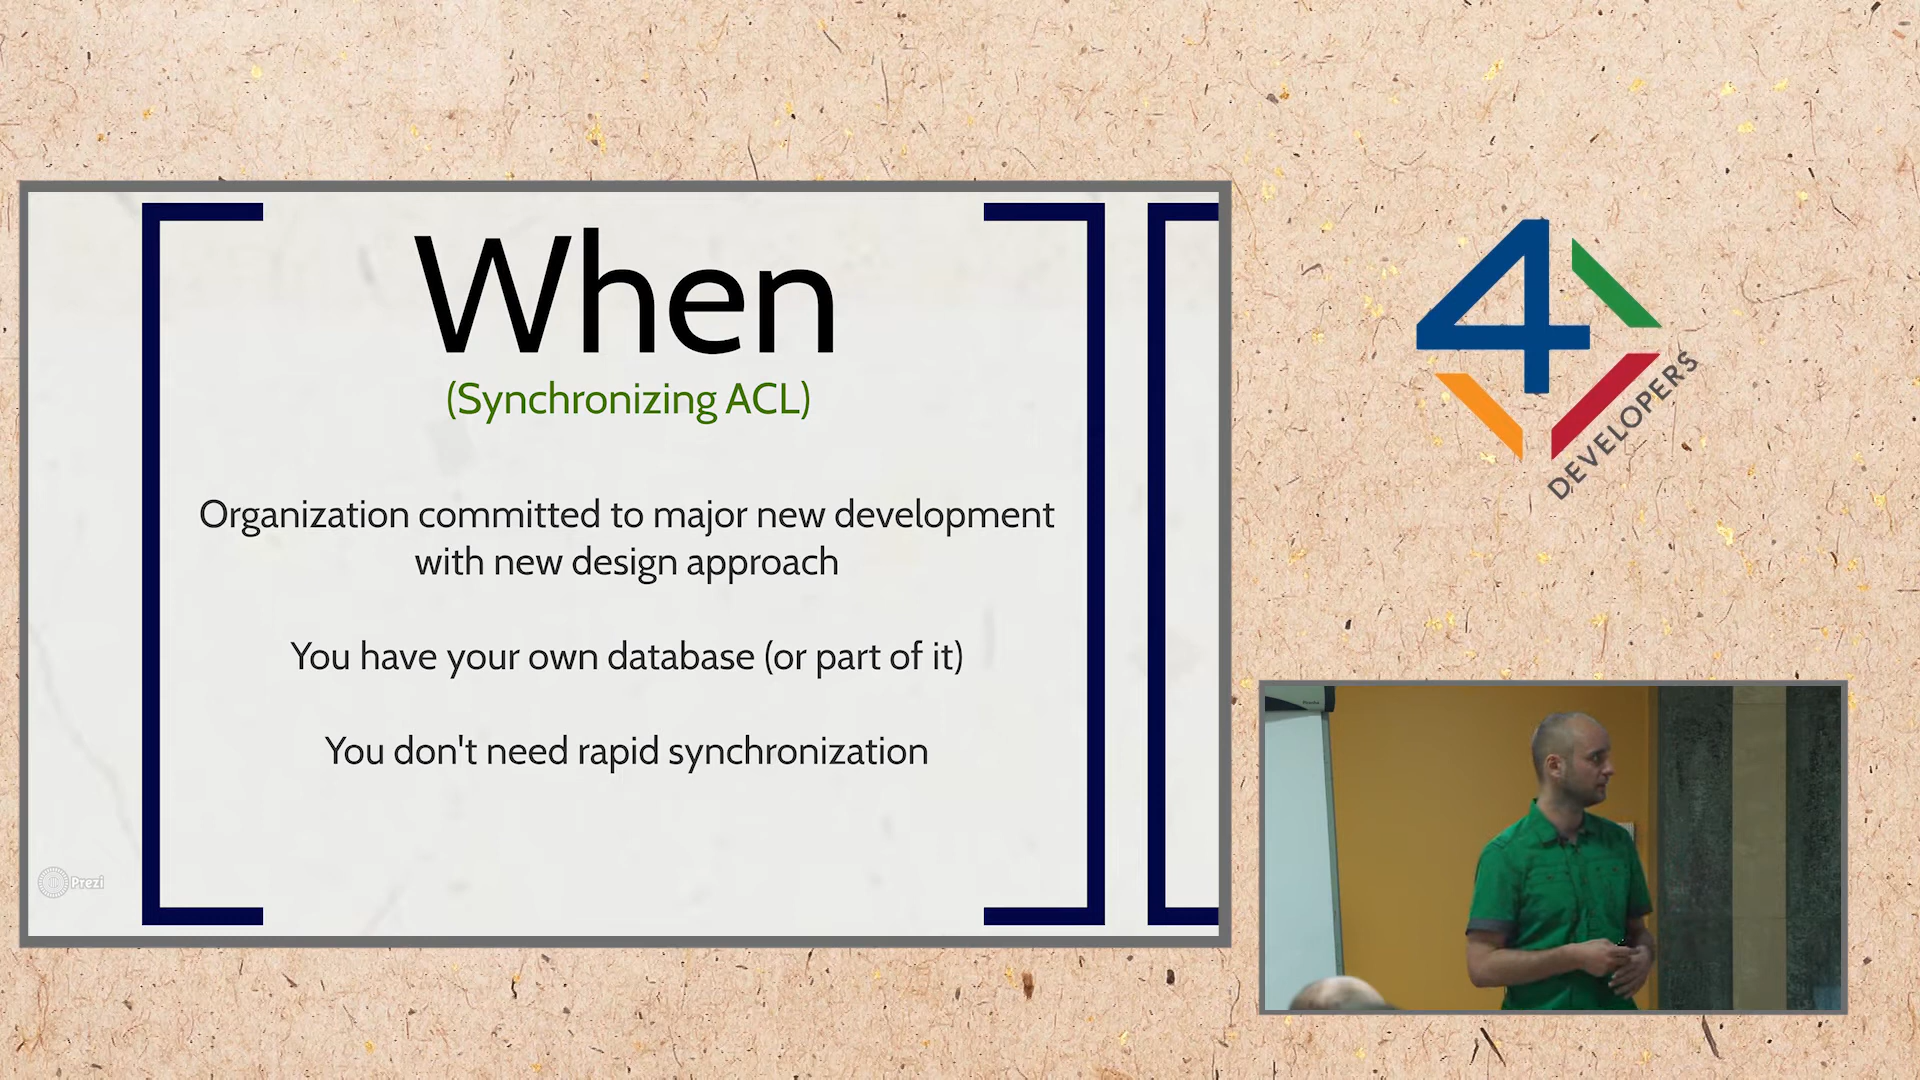 When
(Synchronizing ACL)
Organization committed to major new development
with new design approach
You have your own database (or part of it)
You don't need rapid synchronization
Prezi
4
DEVELOPERS